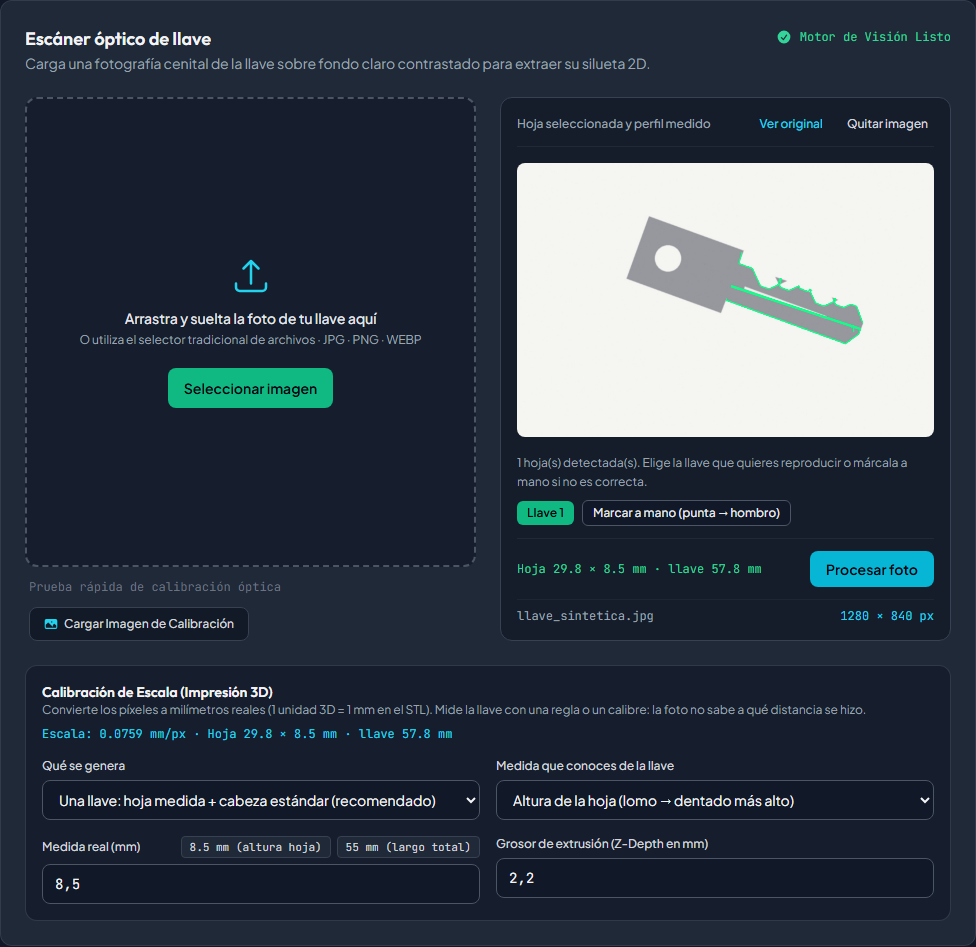 Escáner óptico de llave
Motor de Visión Listo
Carga una fotografía cenital de la llave sobre fondo claro contrastado para extraer su silueta 2D.
Arrastra y suelta la foto de tu llave aquí
O utiliza el selector tradicional de archivos · JPG · PNG · WEBP
Seleccionar imagen
Prueba rápida de calibración óptica
Cargar Imagen de Calibración
Hoja seleccionada y perfil medido
Ver original
Quitar imagen
1 hoja(s) detectada(s). Elige la llave que quieres reproducir o márcala a
mano si no es correcta.
Llave 1
Marcar a mano (punta → hombro)
Hoja 29.8 × 8.5 mm · llave 57.8 mm
Procesar foto
llave_sintetica.jpg
1280 × 840 px
Calibración de Escala (Impresión 3D)
Convierte los píxeles a milímetros reales (1 unidad 3D = 1 mm en el STL). Mide la llave con una regla o un calibre: la foto no sabe a qué distancia se hizo.
Escala: 0.0759 mm/px · Hoja 29.8 × 8.5 mm · llave 57.8 mm
Qué se genera
Una llave: hoja medida + cabeza estándar (recomendado)
Medida que conoces de la llave
Altura de la hoja (lomo → dentado más alto)
Medida real (mm)
8.5 mm (altura hoja)
55 mm (largo total)
8,5
Grosor de extrusión (Z-Depth en mm)
2,2